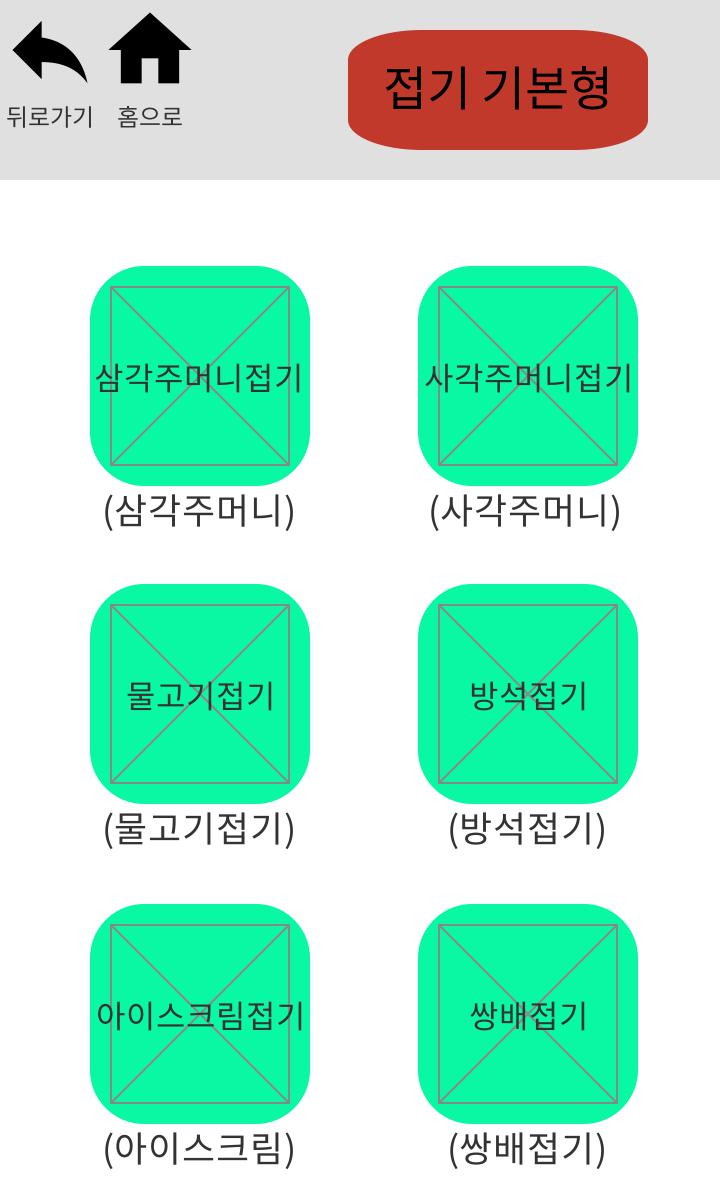 뒤로가기 홈으로
접기 기본형
삼각주머니접기 사각주머니접기
(삼각주머니) (사각주머니)
물고기접기 방석접기
(물고기접기) (방석접기)
아이스크림접기 쌍배접기
(아이스크림) (쌍배접기)